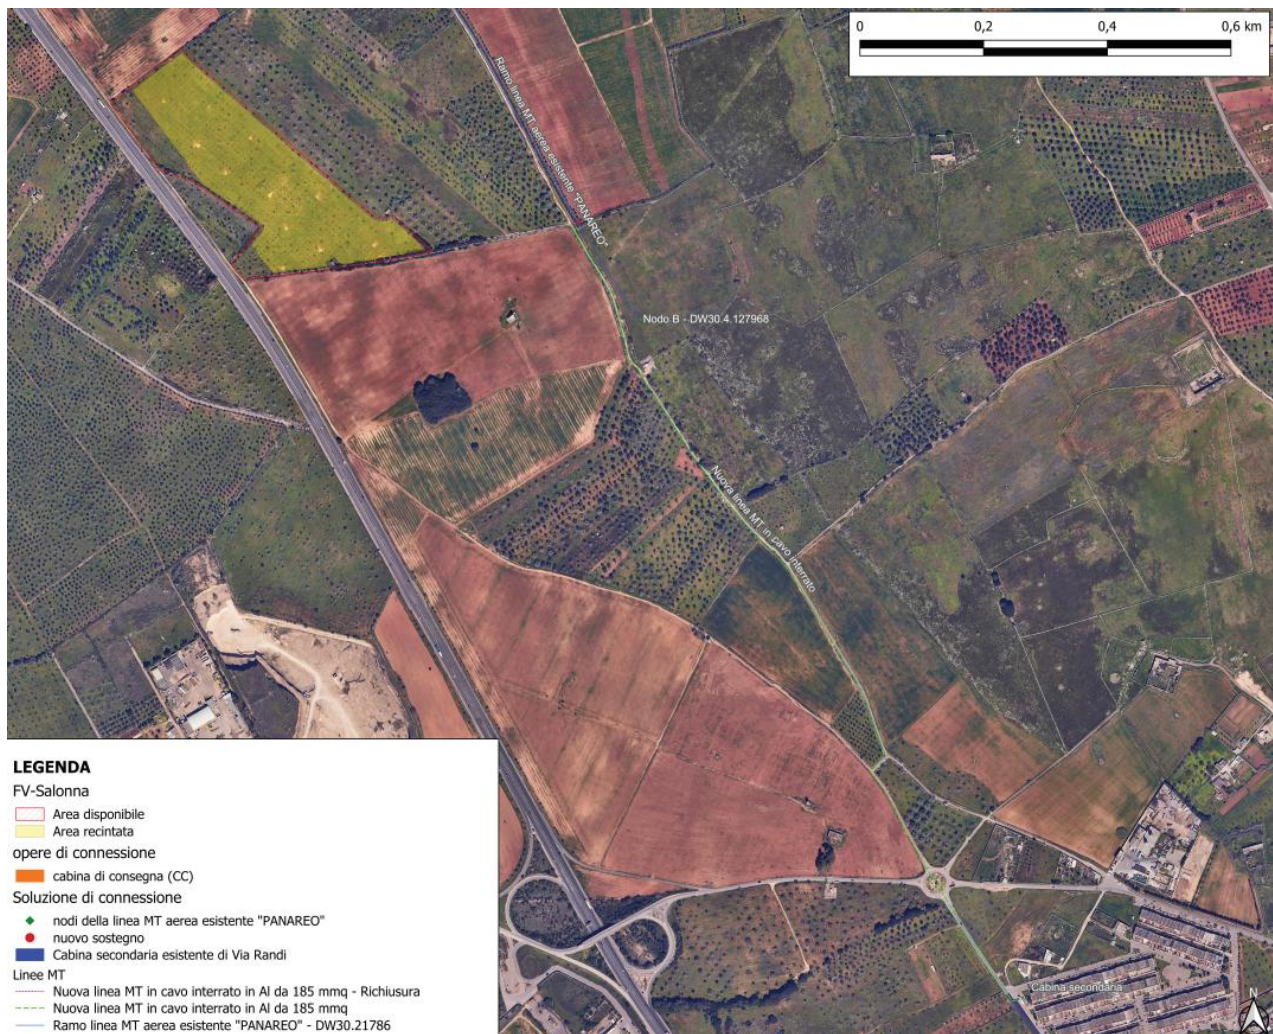 0 0,2 0,4 0,6 km
Ramo linea MT aerea esistente "PANAREO"
Nodo B - DW30.4.127968
Nuova linea MT in cavo interrato
Cabina secondaria
N
LEGENDA
FV-Salonna
Area disponibile
Area recintata
opere di connessione
cabina di consegna (CC)
Soluzione di connessione
nodi della linea MT aerea esistente "PANAREO"
nuovo sostegno
Cabina secondaria esistente di Via Randi
Linee MT
Nuova linea MT in cavo interrato in Al da 185 mmq - Richiusura
Nuova linea MT in cavo interrato in Al da 185 mmq
Ramo linea MT aerea esistente "PANAREO" - DW30.21786